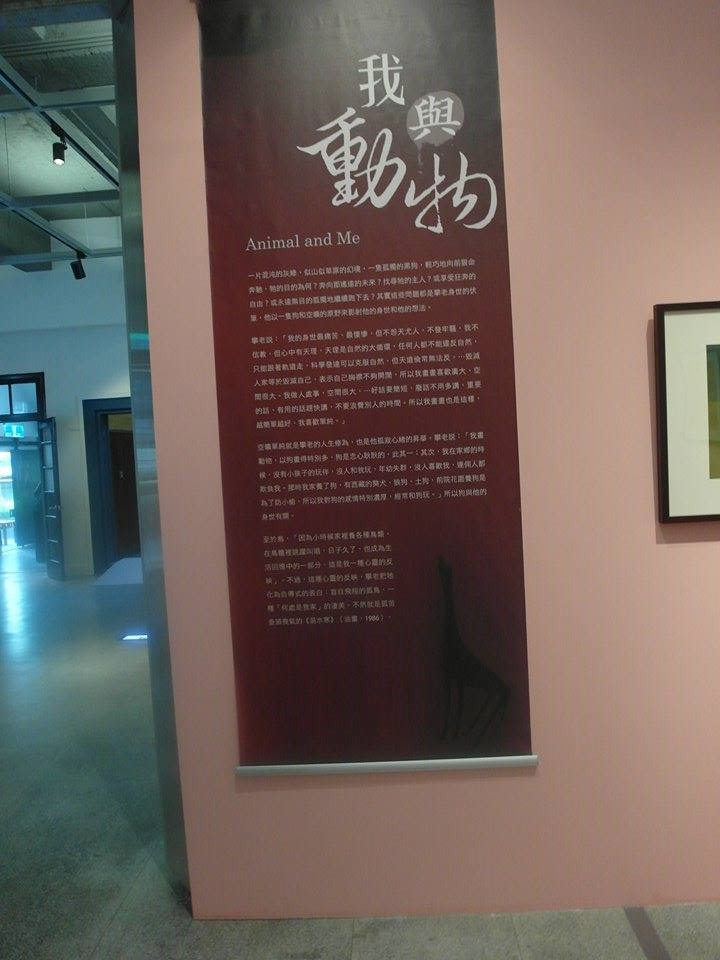 我
與
動物
Animal and Me
一片混沌的灰綠，似山似草原的幻魂，一隻孤獨的黑狗，輕巧地向前狠命
奔馳，牠的目的為何？奔向那遙遠的未來？找尋牠的主人？或享受狂奔的
自由？或永遠無目的孤獨地繼續跑下去？其實這些問題都是攀老身世的伏
筆，他以一隻狗和空曠的原野來影射他的身世和他的想法。
攀老說：「我的身世最痛苦、最悽慘，但不怨天尤人、不發牢騷，我不
信教，但心中有天理，天理是自然的大循環，任何人都不能違反自然，
只能跟著軌道走，科學發達可以克服自然，但天道倫常無法反，…毀滅
人家等於毀滅自己，表示自己胸襟不夠開闊，所以我畫畫喜歡廣大、空
間很大。我做人處事，空間很大，…好話要簡短，廢話不用多講，重要
的話、有用的話趕快講，不要浪費別人的時間。所以我畫畫也是這樣，
越簡單越好，我喜歡單純。」
空曠單純就是攀老的人生修為，也是他孤寂心緒的昇華。攀老說：「我畫
動物，以狗畫得特別多，狗是忠心耿耿的，此其一；其次，我在家鄉的時
候，沒有小孩子的玩伴，沒人和我玩，年幼失群，沒人喜歡我，連佣人都
欺負我。那時我家養了狗，有西藏的獒犬、狼狗、土狗，前院花園養狗是
為了防小偷，所以我對狗的感情特別濃厚，經常和狗玩。」所以狗與他的
身世有關。
至於鳥，「因為小時候家裡養各種鳥類，
在鳥籠裡跳躍叫唱，日子久了，也成為生
活回憶中的一部分，這是我一種心靈的反
映」。不過，這種心靈的反映，攀老把牠
化為自傳式的表白：盲目飛翔的孤鳥，一
種「何處是我家」的淒美，不然就是孤苦
垂頭喪氣的《湯水寒》（油畫，1986）。